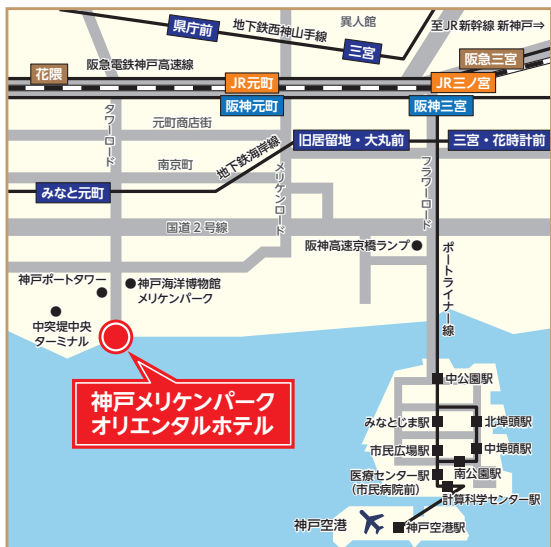 県庁前
地下鉄西神山手線
異人館
至JR新幹線 新神戸⇒
三宮
阪急三宮
花隈
阪急電鉄神戸高速線
JR元町
JR三ノ宮
阪神元町
阪神三宮
タワーロード
元町商店街
旧居留地・大丸前
三宮・花時計前
地下鉄海岸線
南京町
メリケンロード
フラワーロード
みなと元町
国道2号線
阪神高速京橋ランプ
ポートライナー線
神戸ポートタワー
神戸海洋博物館
メリケンパーク
中突堤中央
ターミナル
神戸メリケンパーク
オリエンタルホテル
中公園駅
みなとじま駅
北埠頭駅
市民広場駅
中埠頭駅
医療センター駅
(市民病院前)
南公園駅
計算科学センター駅
神戸空港
神戸空港駅